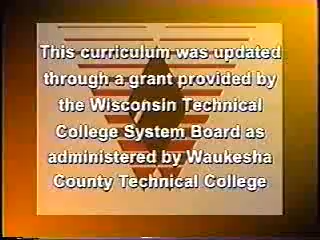 This curriculum was updated
through a grant provided by
the Wisconsin Technical
College System Board as
administered by Waukesha
County Technical College